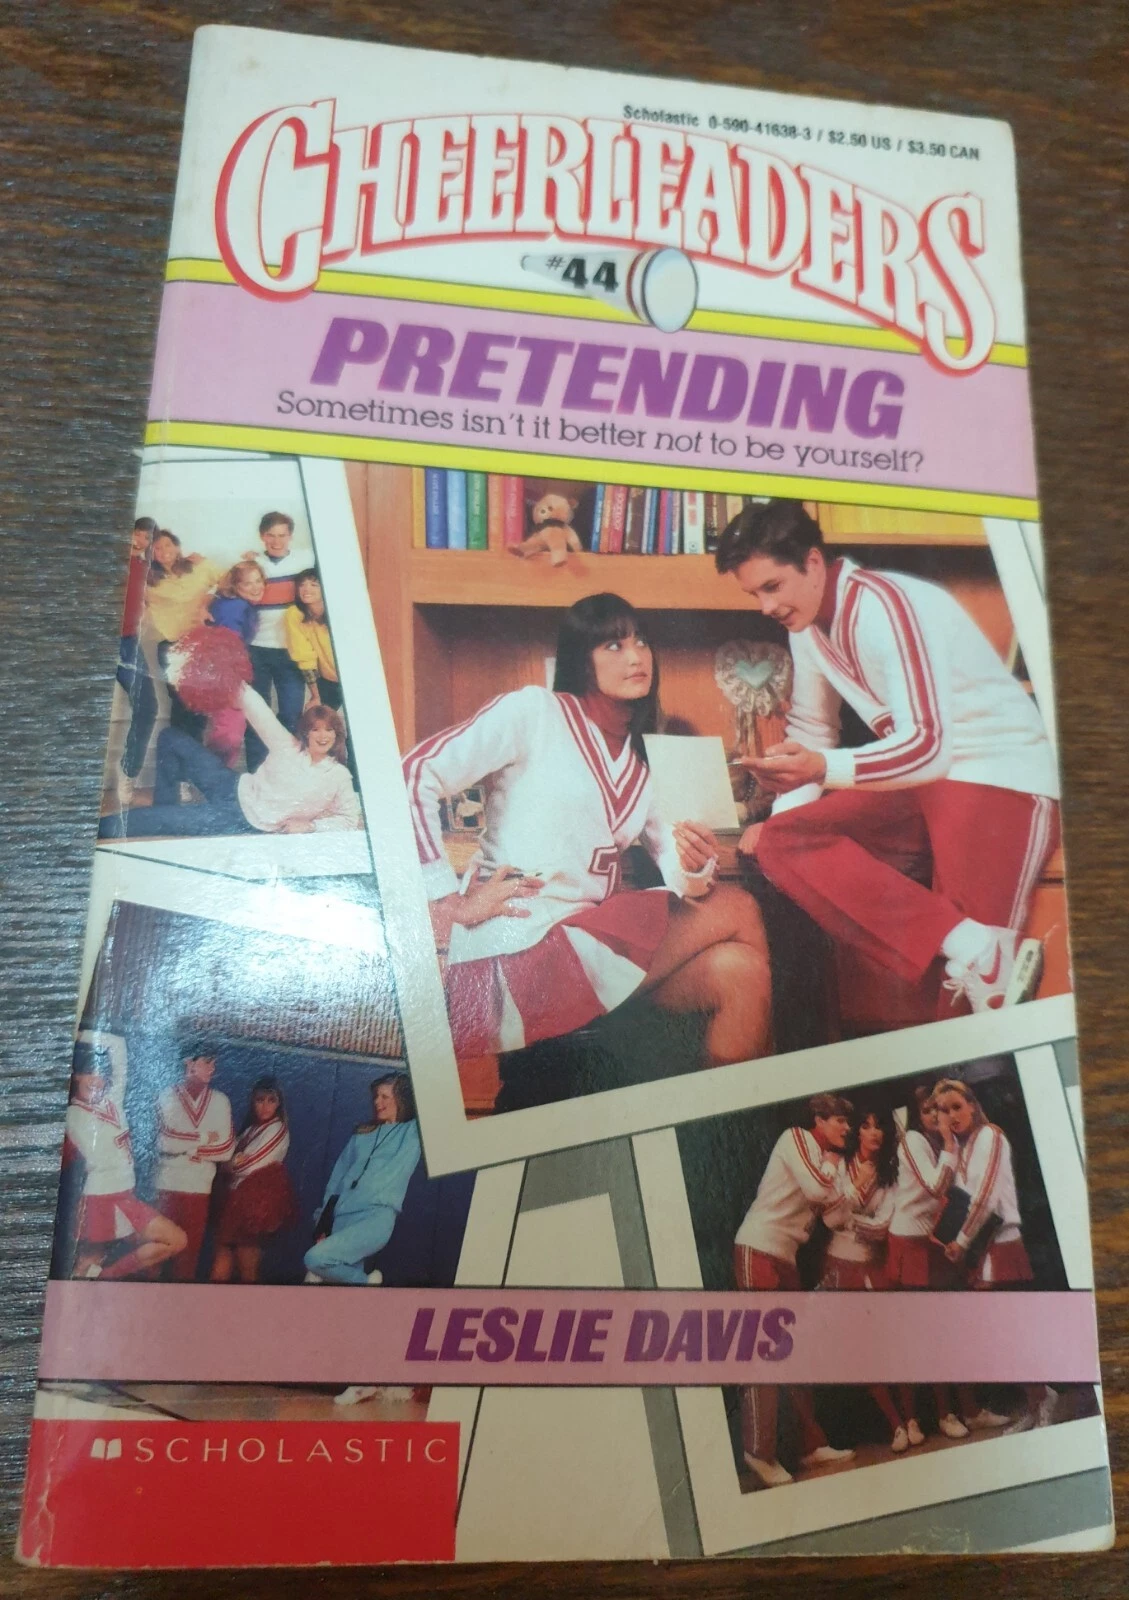 Scholastic 0-590-41638-3 / $2.50 US / $3.50 CAN
CHEERLEADERS
#44
PRETENDING
Sometimes isn't it better not to be yourself?
T
LESLIE DAVIS
SCHOLASTIC